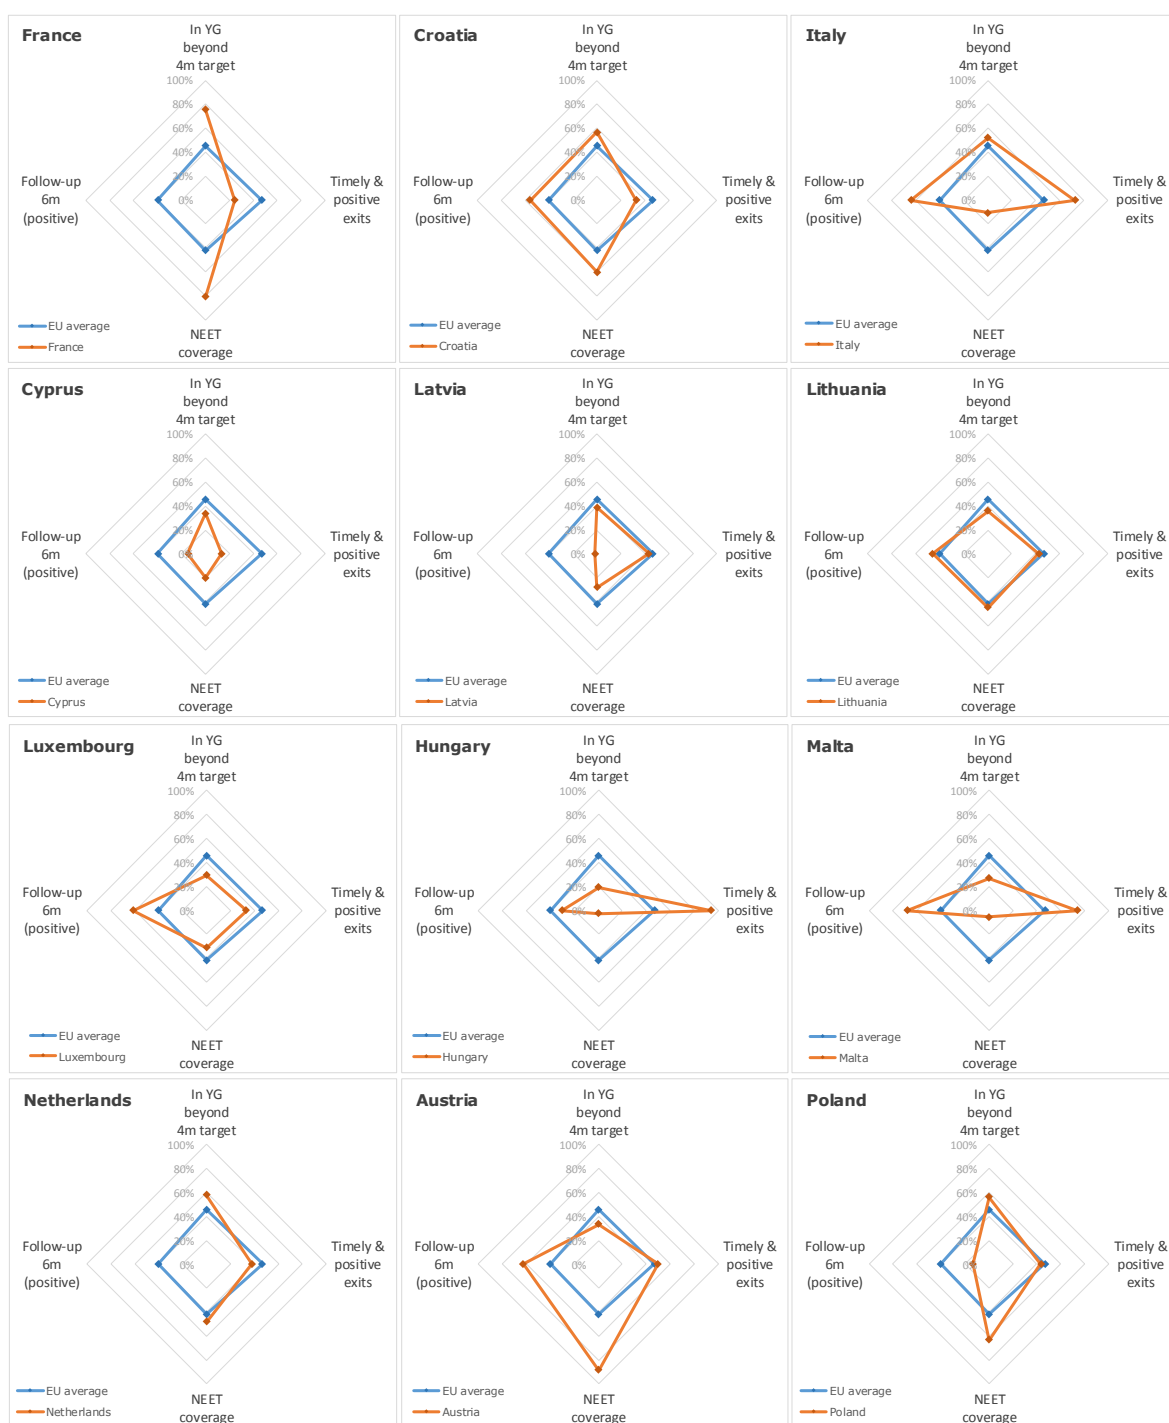 France
In YG
beyond
4m target
100%
80%
60%
40%
20%
0%
Follow-up
6m
(positive)
Timely &
positive
exits
NEET
coverage
EU average
France
Croatia
In YG
beyond
4m target
100%
80%
60%
40%
20%
0%
Follow-up
6m
(positive)
Timely &
positive
exits
NEET
coverage
EU average
Croatia
Italy
In YG
beyond
4m target
100%
80%
60%
40%
20%
0%
Follow-up
6m
(positive)
Timely &
positive
exits
NEET
coverage
EU average
Italy
Cyprus
In YG
beyond
4m target
100%
80%
60%
40%
20%
0%
Follow-up
6m
(positive)
Timely &
positive
exits
NEET
coverage
EU average
Cyprus
Latvia
In YG
beyond
4m target
100%
80%
60%
40%
20%
0%
Follow-up
6m
(positive)
Timely &
positive
exits
NEET
coverage
EU average
Latvia
Lithuania
In YG
beyond
4m target
100%
80%
60%
40%
20%
0%
Follow-up
6m
(positive)
Timely &
positive
exits
NEET
coverage
EU average
Lithuania
Luxembourg
In YG
beyond
4m target
100%
80%
60%
40%
20%
0%
Follow-up
6m
(positive)
Timely &
positive
exits
NEET
coverage
EU average
Luxembourg
Hungary
In YG
beyond
4m target
100%
80%
60%
40%
20%
0%
Follow-up
6m
(positive)
Timely &
positive
exits
NEET
coverage
EU average
Hungary
Malta
In YG
beyond
4m target
100%
80%
60%
40%
20%
0%
Follow-up
6m
(positive)
Timely &
positive
exits
NEET
coverage
EU average
Malta
Netherlands
In YG
beyond
4m target
100%
80%
60%
40%
20%
0%
Follow-up
6m
(positive)
Timely &
positive
exits
NEET
coverage
EU average
Netherlands
Austria
In YG
beyond
4m target
100%
80%
60%
40%
20%
0%
Follow-up
6m
(positive)
Timely &
positive
exits
NEET
coverage
EU average
Austria
Poland
In YG
beyond
4m target
100%
80%
60%
40%
20%
0%
Follow-up
6m
(positive)
Timely &
positive
exits
NEET
coverage
EU average
Poland